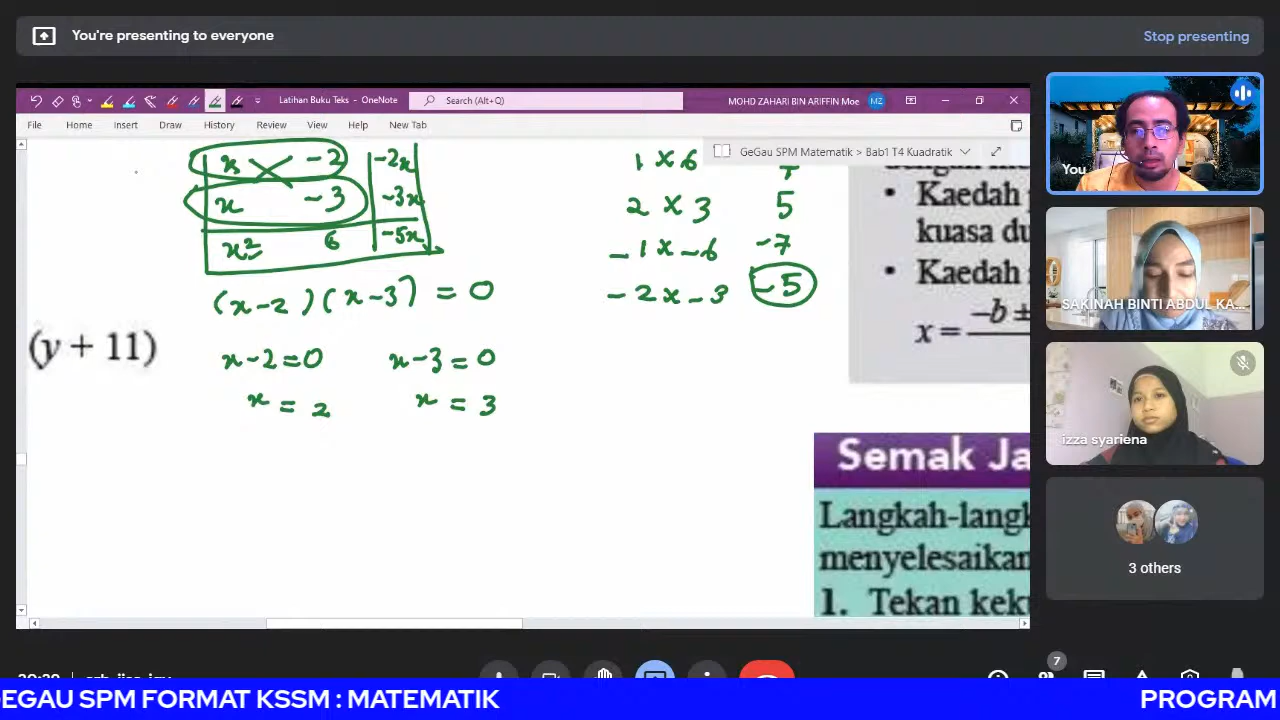 You're presenting to everyone
Stop presenting
Latihan Buku Teks - OneNote
Search (Alt+Q)
MOHD ZAHARI BIN ARIFFIN Moe
MZ
File Home Insert Draw History Review View Help New Tab
GeGau SPM Matematik > Bab1 T4 Kuadratik
x - 2 -2x
x - 3 -3x
x² 6 -5x
(x-2)(x-3) = 0
x-2=0 x-3=0
x = 2 x = 3
1 x 6
2 x 3 5
-1 x -6 -7
-2 x -3 -5
(y + 11)
• Kaedah
kuasa du
• Kaedah
-b ±
x =
Semak Ja
Langkah-langk
menyelesaikan
1. Tekan kek
You
SAKINAH BINTI ABDUL KA...
izza syariena
3 others
7
GEGAU SPM FORMAT KSSM : MATEMATIK
PROGRAM